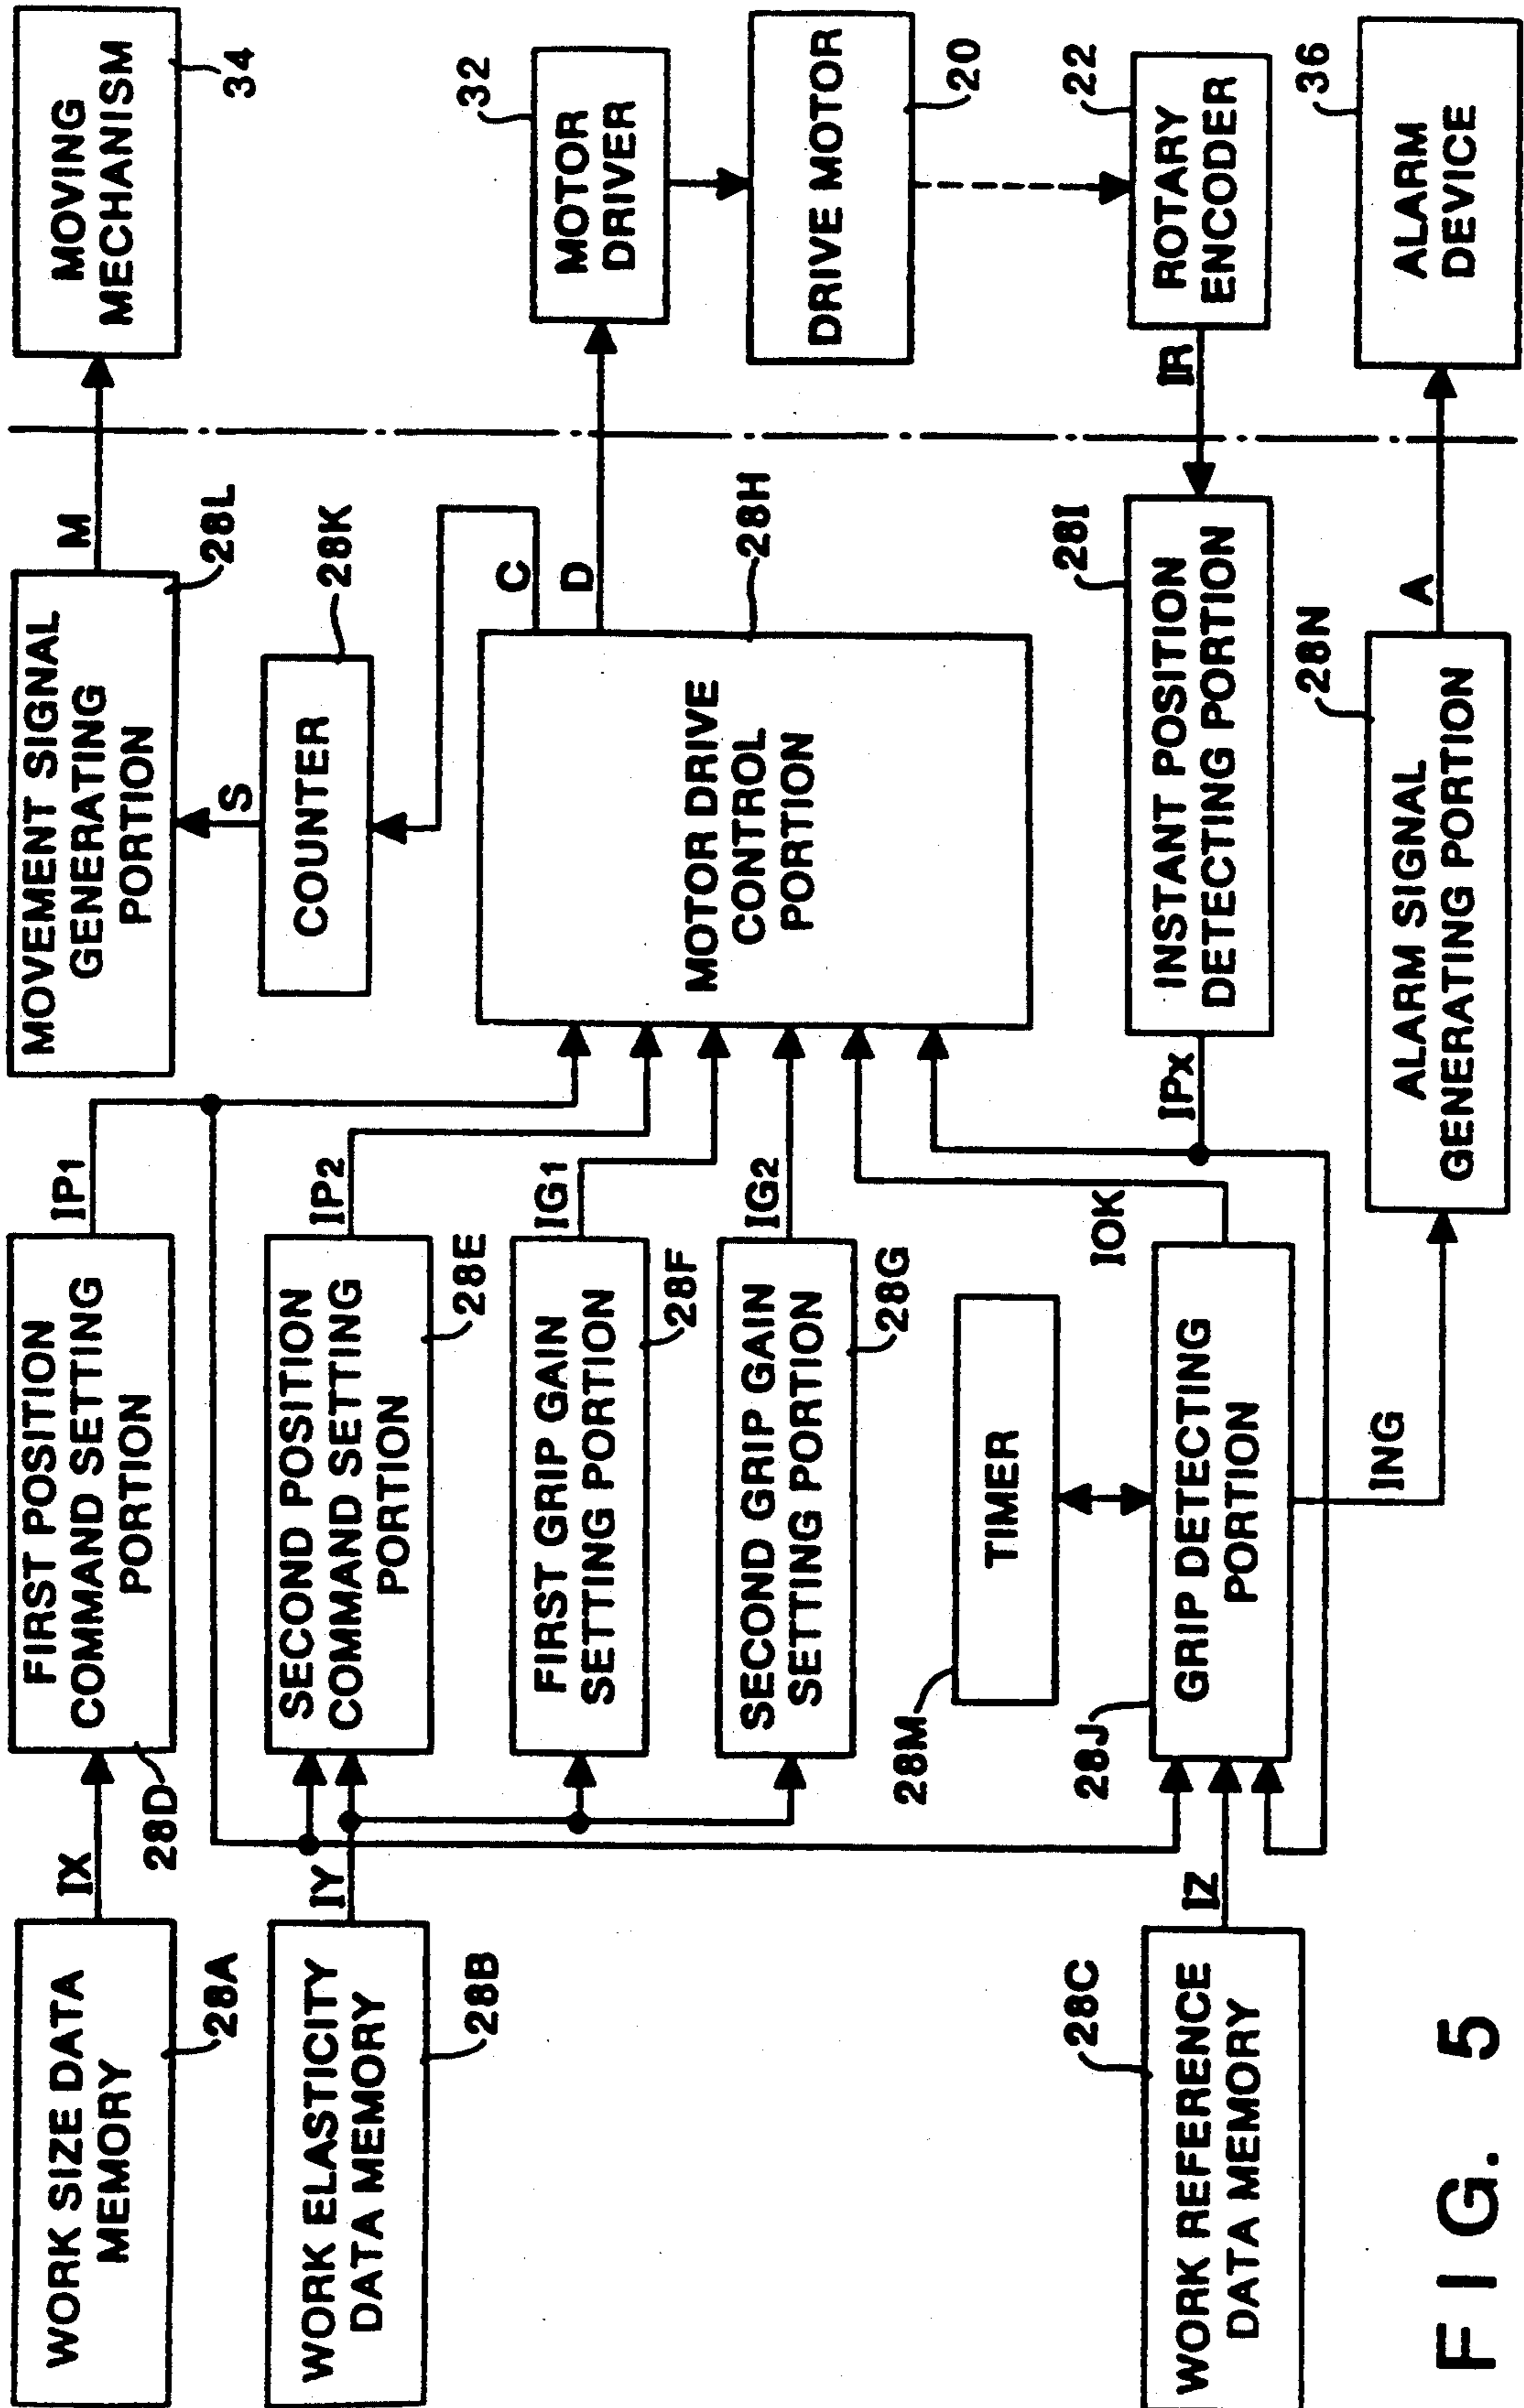 WORK SIZE DATA
MEMORY
28A
IX
FIRST POSITION
COMMAND SETTING
PORTION
28D
IP1
MOVEMENT SIGNAL
GENERATING
PORTION
28L
M
MOVING
MECHANISM
34
WORK ELASTICITY
DATA MEMORY
28B
IY
SECOND POSITION
COMMAND SETTING
PORTION
28E
IP2
S
COUNTER
28K
C
D
FIRST GRIP GAIN
SETTING PORTION
28F
IG1
MOTOR DRIVE
CONTROL
PORTION
28H
MOTOR
DRIVER
32
SECOND GRIP GAIN
SETTING PORTION
28G
IG2
DRIVE MOTOR
20
TIMER
28M
WORK REFERENCE
DATA MEMORY
28C
IZ
GRIP DETECTING
PORTION
28J
IOK
IPx
INSTANT POSITION
DETECTING PORTION
28I
IR
ROTARY
ENCODER
22
ING
ALARM SIGNAL
GENERATING PORTION
28N
A
ALARM
DEVICE
36
FIG. 5